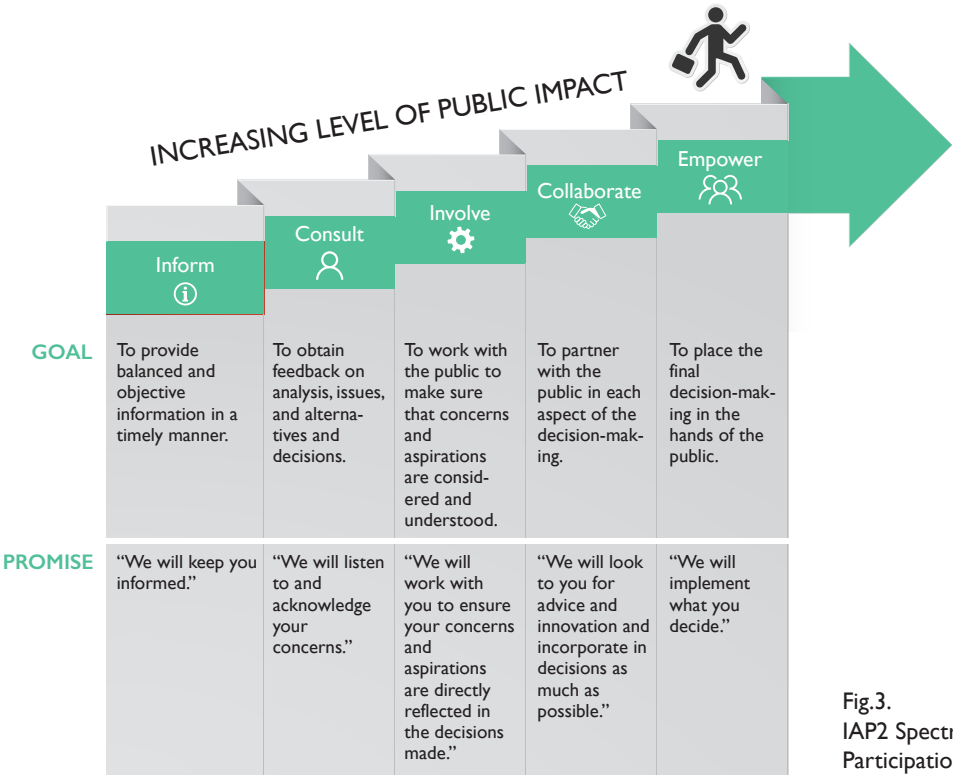 INCREASING LEVEL OF PUBLIC IMPACT
Inform
Consult
Involve
Collaborate
Empower
GOAL
To provide
balanced and
objective
information in a
timely manner.
To obtain
feedback on
analysis, issues,
and alterna-
tives and
decisions.
To work with
the public to
make sure
that concerns
and
aspirations
are consid-
ered and
understood.
To partner
with the
public in each
aspect of the
decision-mak-
ing.
To place the
final
decision-mak-
ing in the
hands of the
public.
PROMISE
“We will keep you
informed.”
“We will listen
to and
acknowledge
your
concerns.”
“We will
work with
you to ensure
your concerns
and
aspirations
are directly
reflected in
the decisions
made.”
“We will look
to you for
advice and
innovation and
incorporate in
decisions as
much as
possible.”
“We will
implement
what you
decide.”
Fig.3.
IAP2